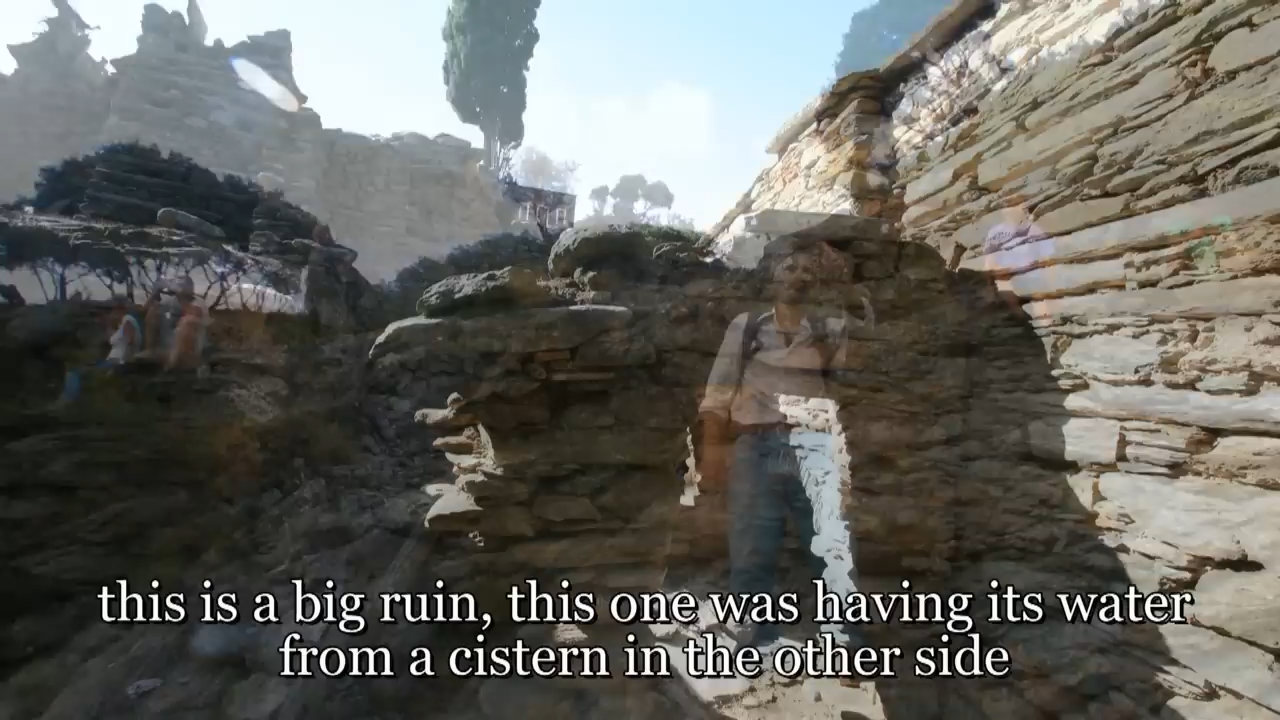 this is a big ruin, this one was having its water
from a cistern in the other side